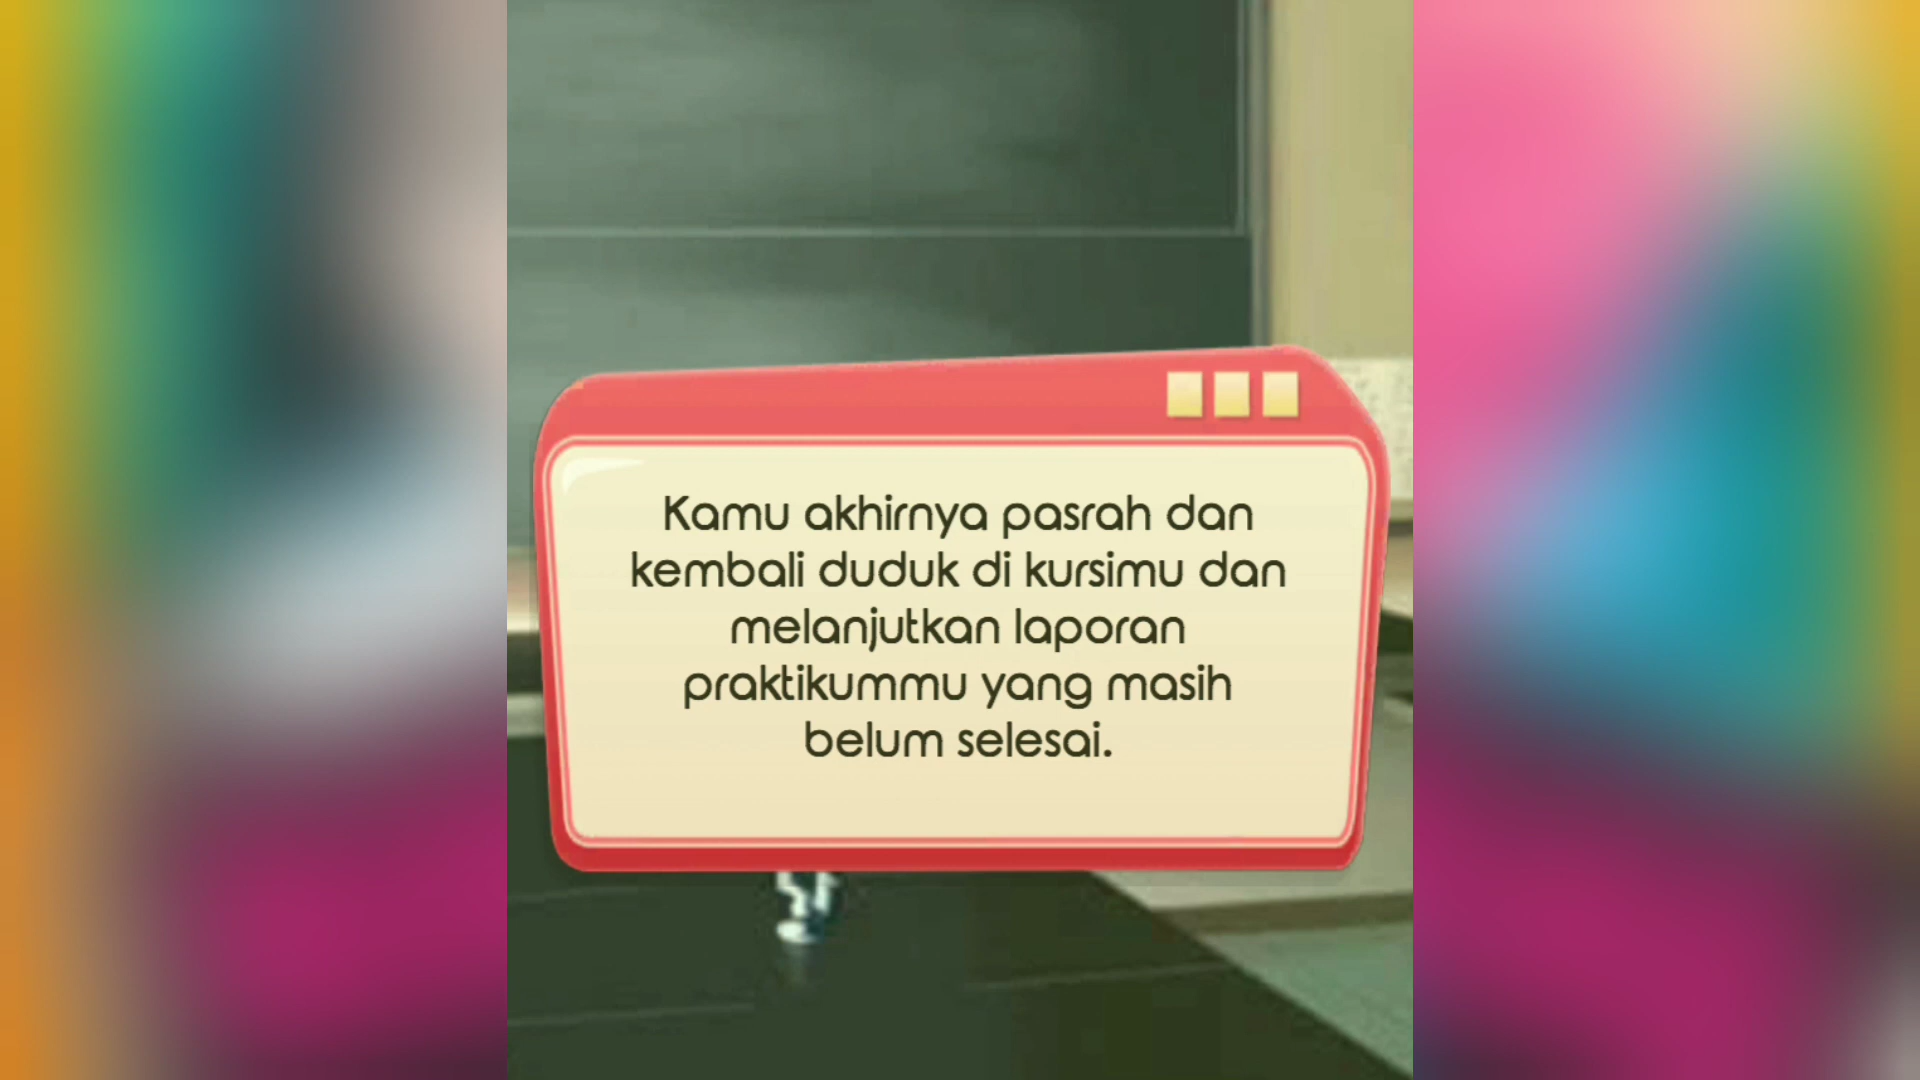 Kamu akhirnya pasrah dan
kembali duduk di kursimu dan
melanjutkan laporan
praktikummu yang masih
belum selesai.